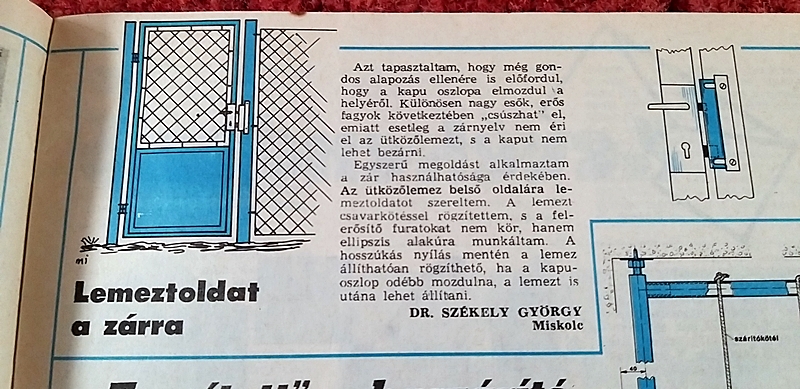 Azt tapasztaltam, hogy még gon-
dos alapozás ellenére is előfordul,
hogy a kapu oszlopa elmozdul a
helyéről. Különösen nagy esők, erős
fagyok következtében „csúszhat” el,
emiatt esetleg a zárnyelv nem éri
el az ütközőlemezt, s a kaput nem
lehet bezárni.
Egyszerű megoldást alkalmaztam
a zár használhatósága érdekében.
Az ütközőlemez belső oldalára le-
meztoldatot szereltem. A lemezt
csavarkötéssel rögzítettem, s a fel-
erősítő furatokat nem kör, hanem
ellipszis alakúra munkáltam. A
hosszúkás nyílás mentén a lemez
állíthatóan rögzíthető, ha a kapu-
oszlop odébb mozdulna, a lemezt is
utána lehet állítani.
DR. SZÉKELY GYÖRGY
Miskolc
mi
Lemeztoldat
a zárra
szárítókötél
40